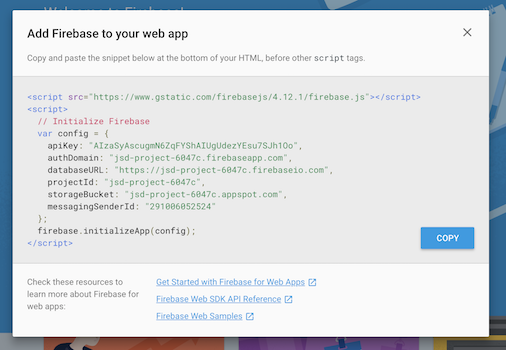 Welcome to Firebase!
Add Firebase to your web app
Copy and paste the snippet below at the bottom of your HTML, before other script tags.
<script src="https://www.gstatic.com/firebasejs/4.12.1/firebase.js"></script>
<script>
// Initialize Firebase
var config = {
apiKey: "AIzaSyAscugmN6ZqFYShAIUgUdezYEsu7SJh1Oo",
authDomain: "jsd-project-6047c.firebaseapp.com",
databaseURL: "https://jsd-project-6047c.firebaseio.com",
projectId: "jsd-project-6047c",
storageBucket: "jsd-project-6047c.appspot.com",
messagingSenderId: "291006052524"
};
firebase.initializeApp(config);
</script>
COPY
Check these resources to
learn more about Firebase for
web apps:
Get Started with Firebase for Web Apps
Firebase Web SDK API Reference
Firebase Web Samples